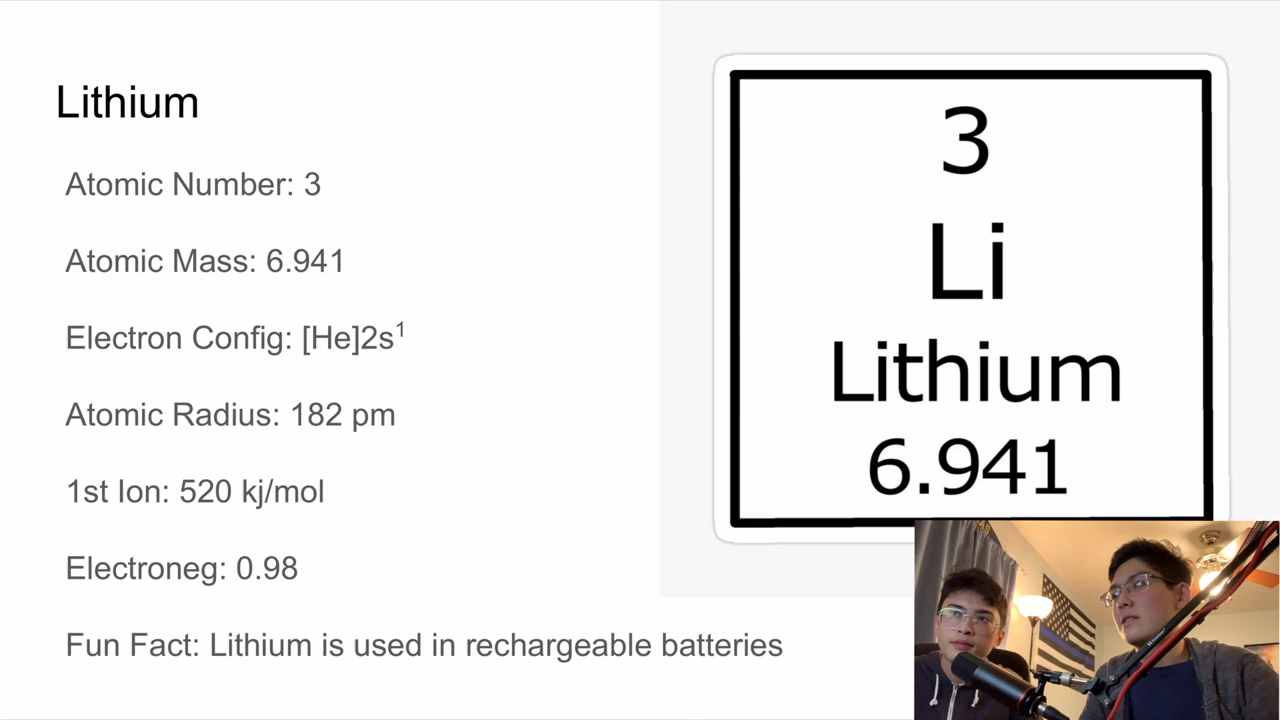 Lithium
Atomic Number: 3
Atomic Mass: 6.941
Electron Config: [He]2s¹
Atomic Radius: 182 pm
1st Ion: 520 kj/mol
Electroneg: 0.98
Fun Fact: Lithium is used in rechargeable batteries
3
Li
Lithium
6.941